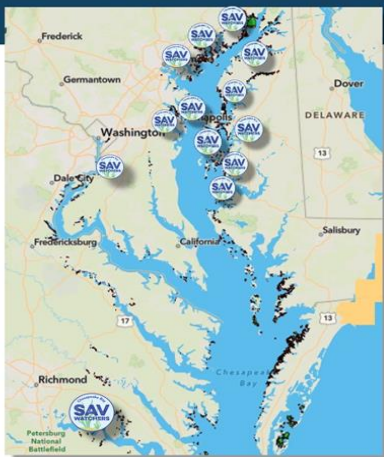 SAV
SAV
SAV
SAV
Frederick
Germantown
SAV
SAV
Dover
DELAWARE
SAV
SAV
Washington
SAV
13
SAV
SAV
Dale City
SAV
Fredericksburg
California
Salisbury
17
13
Chesapeake
Bay
Richmond
SAV
WATCHERS
Petersburg
National
Battlefield